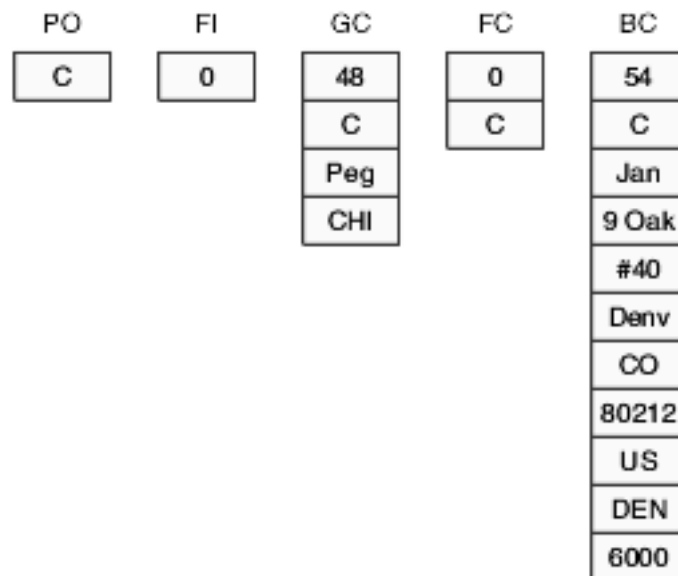 PO FI GC FC BC
C 0 48 0 54
C C C
Peg Jan
CHI 9 Oak
#40
Denv
CO
80212
US
DEN
6000